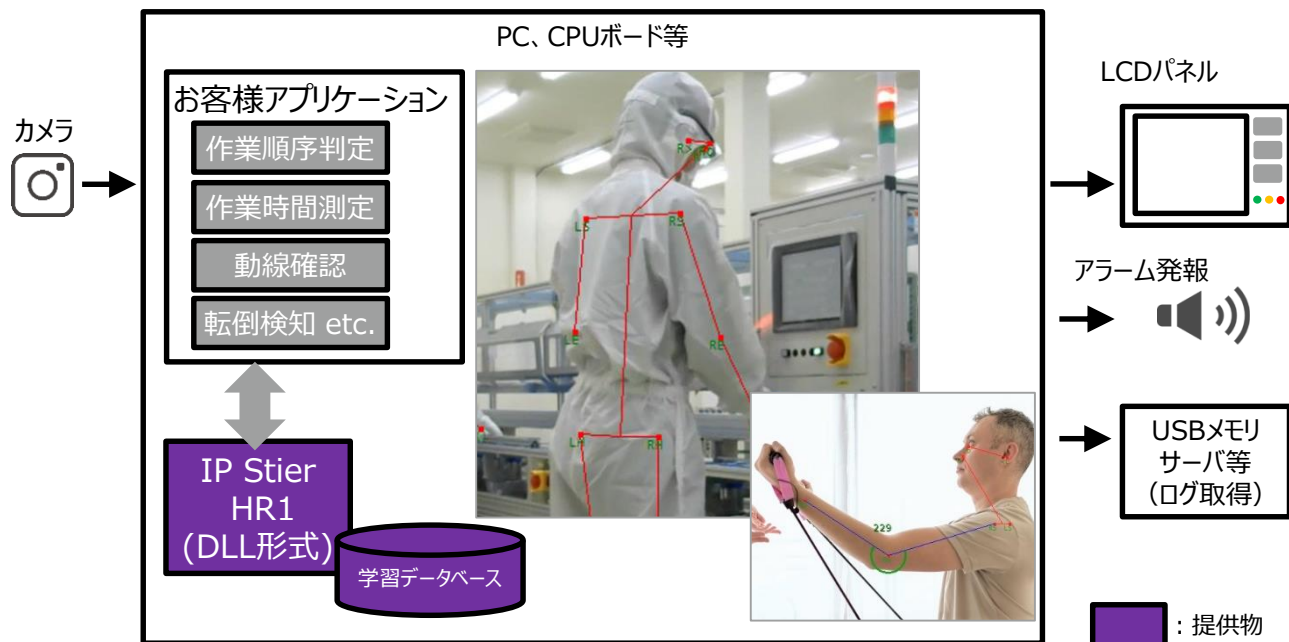 PC、CPUボード等
カメラ
お客様アプリケーション
作業順序判定
作業時間測定
動線確認
転倒検知 etc.
IP Stier
HR1
(DLL形式)
学習データベース
LS
RS
LE
RE
LH
RH
229
LCDパネル
アラーム発報
USBメモリ
サーバ等
（ログ取得）
：提供物